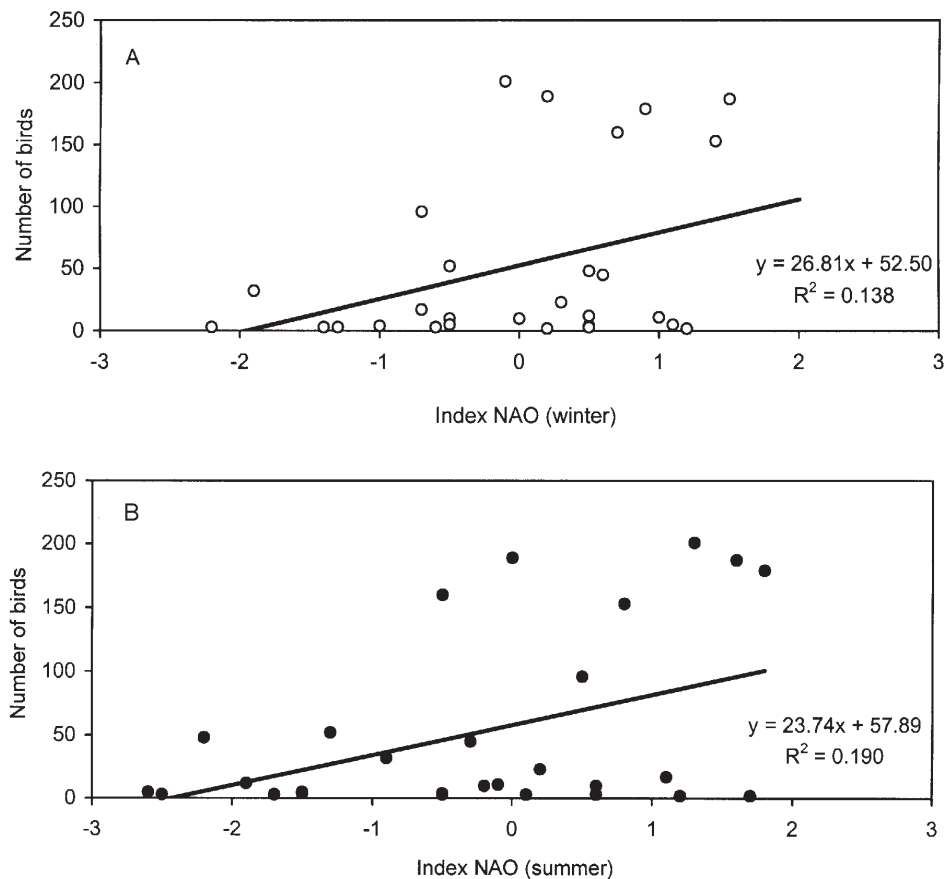 250
A
200
150
100
50
0
Number of birds
y = 26.81x + 52.50
R² = 0.138
-3
-2
-1
0
1
2
3
Index NAO (winter)
250
B
200
150
100
50
0
Number of birds
y = 23.74x + 57.89
R² = 0.190
-3
-2
-1
0
1
2
3
Index NAO (summer)